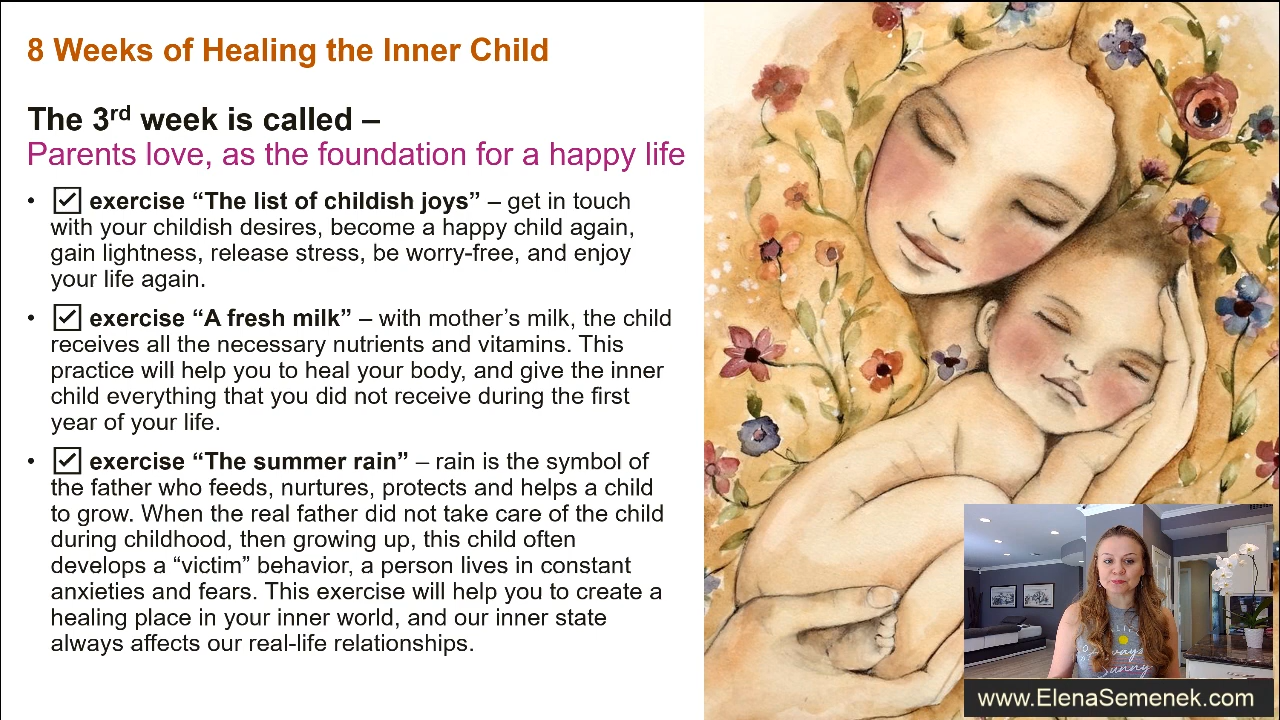 8 Weeks of Healing the Inner Child
The 3rd week is called –
Parents love, as the foundation for a happy life
• ☑ exercise “The list of childish joys” – get in touch
with your childish desires, become a happy child again,
gain lightness, release stress, be worry-free, and enjoy
your life again.
• ☑ exercise “A fresh milk” – with mother’s milk, the child
receives all the necessary nutrients and vitamins. This
practice will help you to heal your body, and give the inner
child everything that you did not receive during the first
year of your life.
• ☑ exercise “The summer rain” – rain is the symbol of
the father who feeds, nurtures, protects and helps a child
to grow. When the real father did not take care of the child
during childhood, then growing up, this child often
develops a “victim” behavior, a person lives in constant
anxieties and fears. This exercise will help you to create a
healing place in your inner world, and our inner state
always affects our real-life relationships.
Always
Sunny
www.ElenaSemenek.com